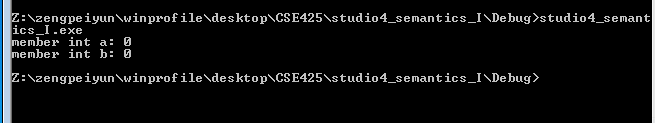 Z:\zengpeiyun\winprofile\desktop\CSE425\studio4_semantics_I\Debug>studio4_semant
ics_I.exe
member int a: 0
member int b: 0
Z:\zengpeiyun\winprofile\desktop\CSE425\studio4_semantics_I\Debug>